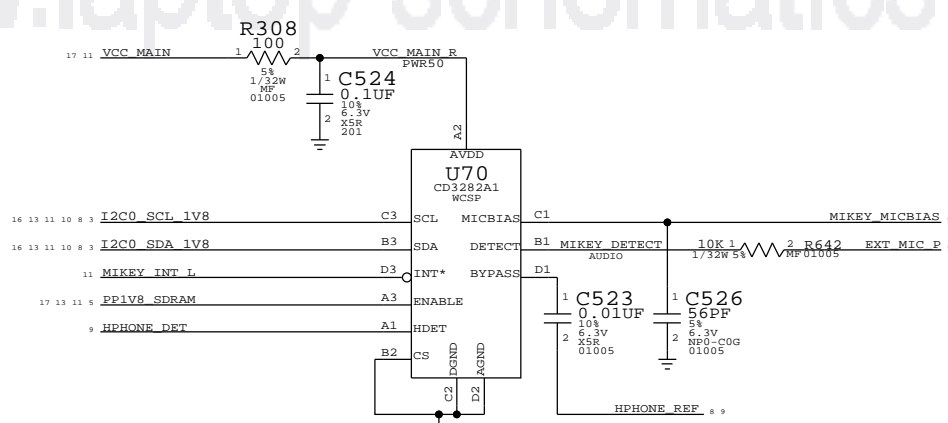 .laptop schematics
R308
100
17 11 VCC_MAIN 1 2 VCC_MAIN_R
PWR50
5%
1/32W
MF
01005
1 C524
0.1UF
10%
6.3V
2 X5R
201
A2
AVDD
U70
CD3282A1
WCSP
16 13 11 10 8 3 I2C0_SCL_1V8 C3 SCL MICBIAS C1 MIKEY_MICBIAS
16 13 11 10 8 3 I2C0_SDA_1V8 B3 SDA DETECT B1 MIKEY_DETECT 10K 1 2 R642 EXT_MIC_P
AUDIO 1/32W 5% MF 01005
11 MIKEY_INT_L D3 INT* BYPASS D1
17 13 11 5 PP1V8_SDRAM A3 ENABLE
9 HPHONE_DET A1 HDET
B2 CS
DGND AGND
C2 D2
1 C523
0.01UF
10%
6.3V
2 X5R
01005
1 C526
56PF
5%
6.3V
2 NP0-C0G
01005
HPHONE_REF 8 9